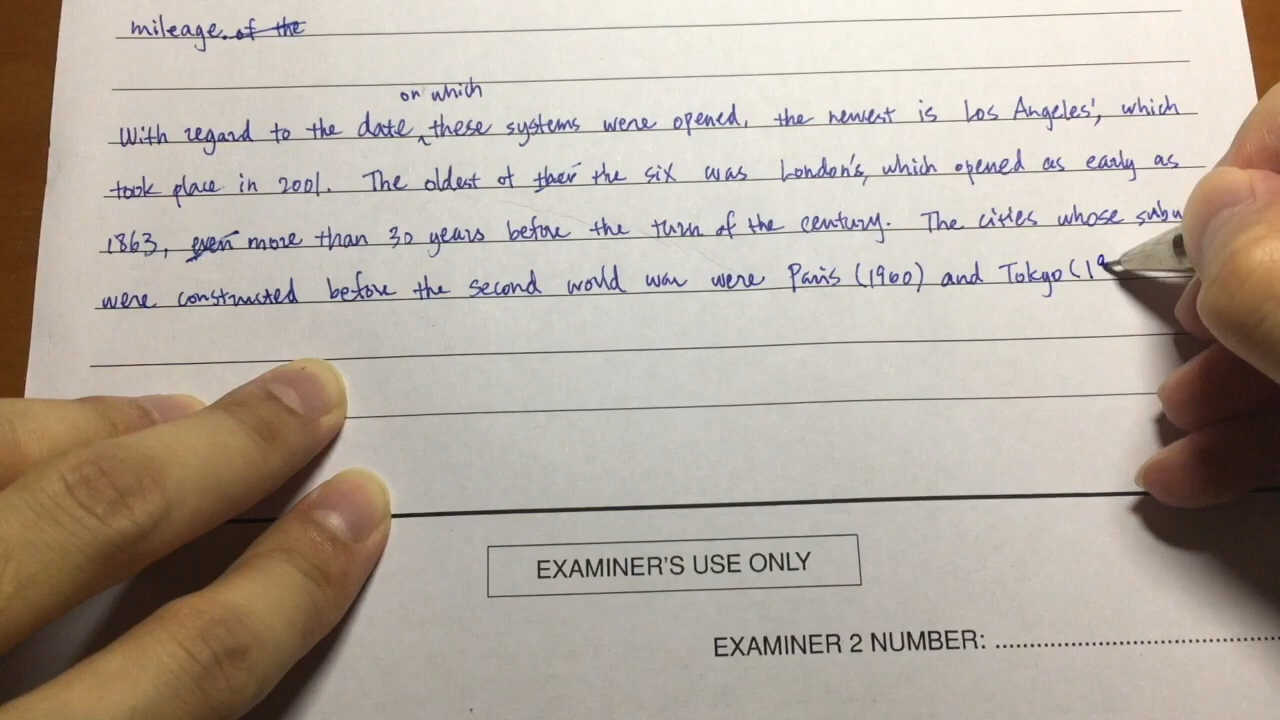 mileage. of the
on which
With regard to the date these systems were opened, the newest is Los Angeles', which
took place in 2001. The oldest of their the six was London's, which opened as early as
1863, even more than 30 years before the turn of the century. The cities whose subw
were constructed before the second would war were Paris (1900) and Tokyo (19
EXAMINER'S USE ONLY
EXAMINER 2 NUMBER: ........................................